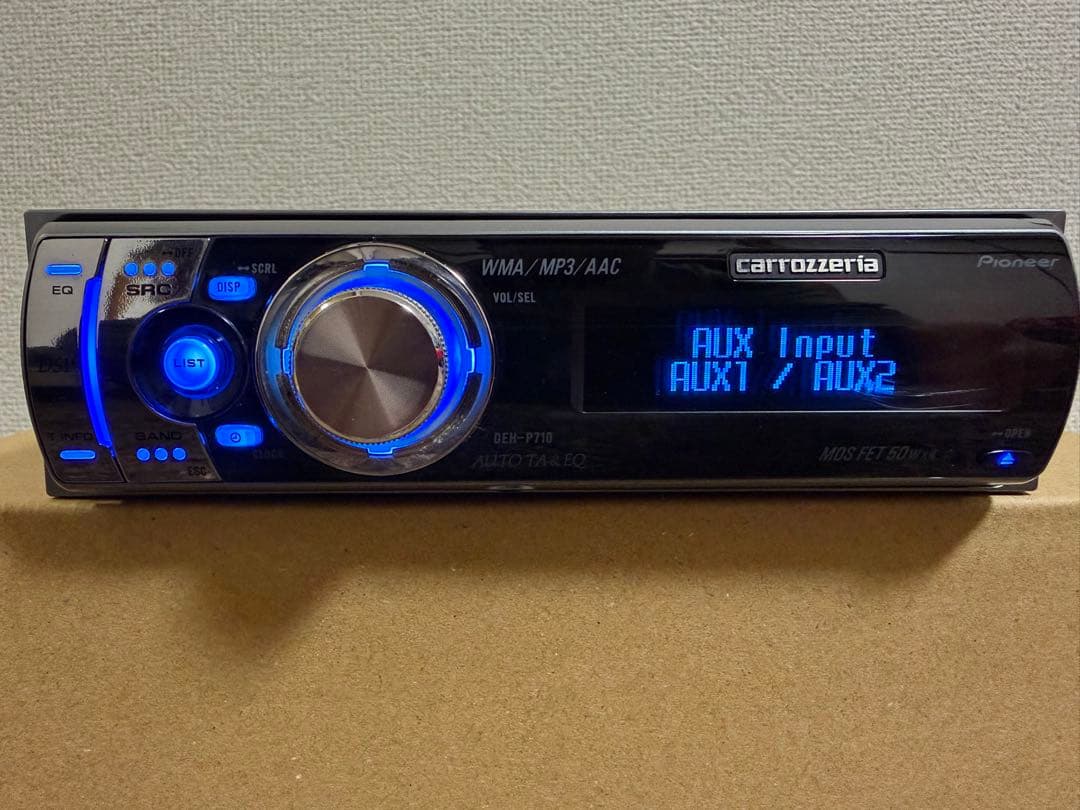 OFF
EQ
SRC
SCRL
DISP
LIST
T INFO
BAND
ESC
CLOCK
WMA/MP3/AAC
VOL/SEL
carrozzeria
Pioneer
AUX Input
AUX1 / AUX2
DEH-P710
AUTO TA & EQ
OPEN
MOS FET 50W